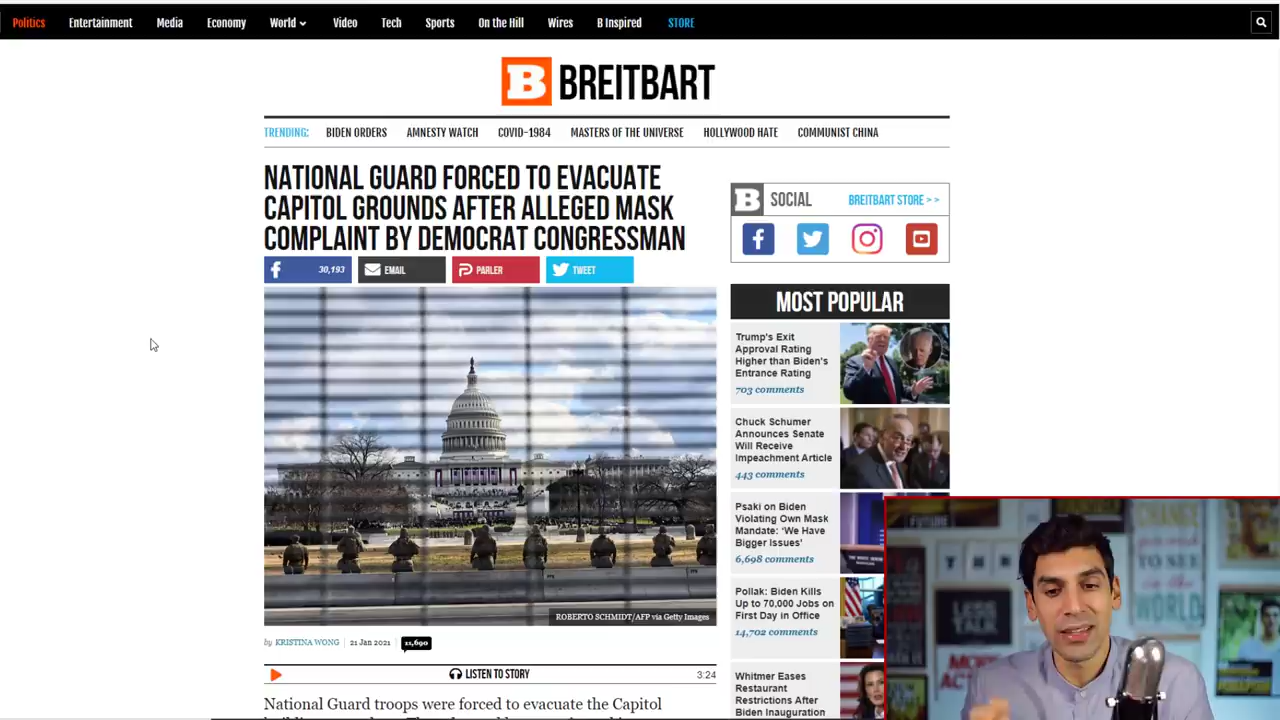 Politics Entertainment Media Economy World Video Tech Sports On the Hill Wires B Inspired STORE
B BREITBART
TRENDING: BIDEN ORDERS AMNESTY WATCH COVID-1984 MASTERS OF THE UNIVERSE HOLLYWOOD HATE COMMUNIST CHINA
NATIONAL GUARD FORCED TO EVACUATE
CAPITOL GROUNDS AFTER ALLEGED MASK
COMPLAINT BY DEMOCRAT CONGRESSMAN
30,193 EMAIL PARLER TWEET
ROBERTO SCHMIDT/AFP via Getty Images
by KRISTINA WONG | 21 Jan 2021 11,690
LISTEN TO STORY 3:24
National Guard troops were forced to evacuate the Capitol
B SOCIAL BREITBART STORE > >
MOST POPULAR
Trump's Exit
Approval Rating
Higher than Biden's
Entrance Rating
703 comments
Chuck Schumer
Announces Senate
Will Receive
Impeachment Article
443 comments
Psaki on Biden
Violating Own Mask
Mandate: 'We Have
Bigger Issues'
6,698 comments
Pollak: Biden Kills
Up to 70,000 Jobs on
First Day in Office
14,702 comments
Whitmer Eases
Restaurant
Restrictions After
Biden Inauguration